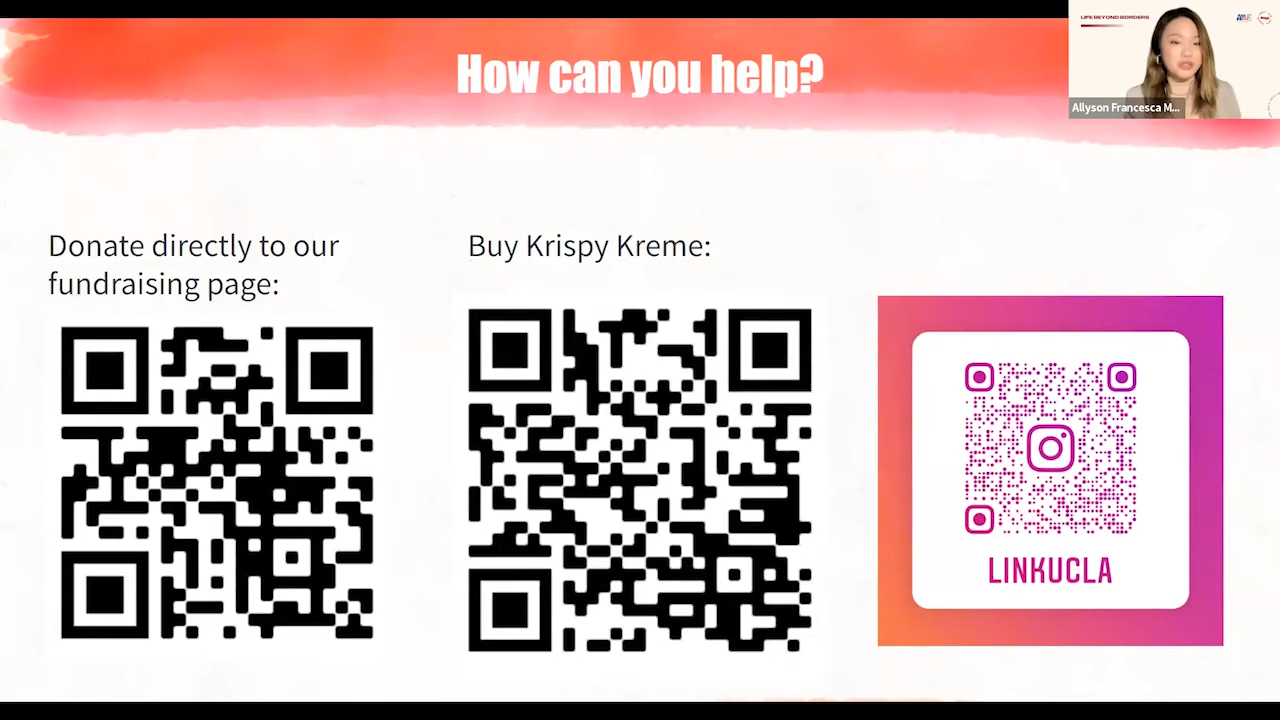 How can you help?
LIFE BEYOND BORDERS
Allyson Francesca M...
Donate directly to our
fundraising page:
Buy Krispy Kreme:
LINKUCLA